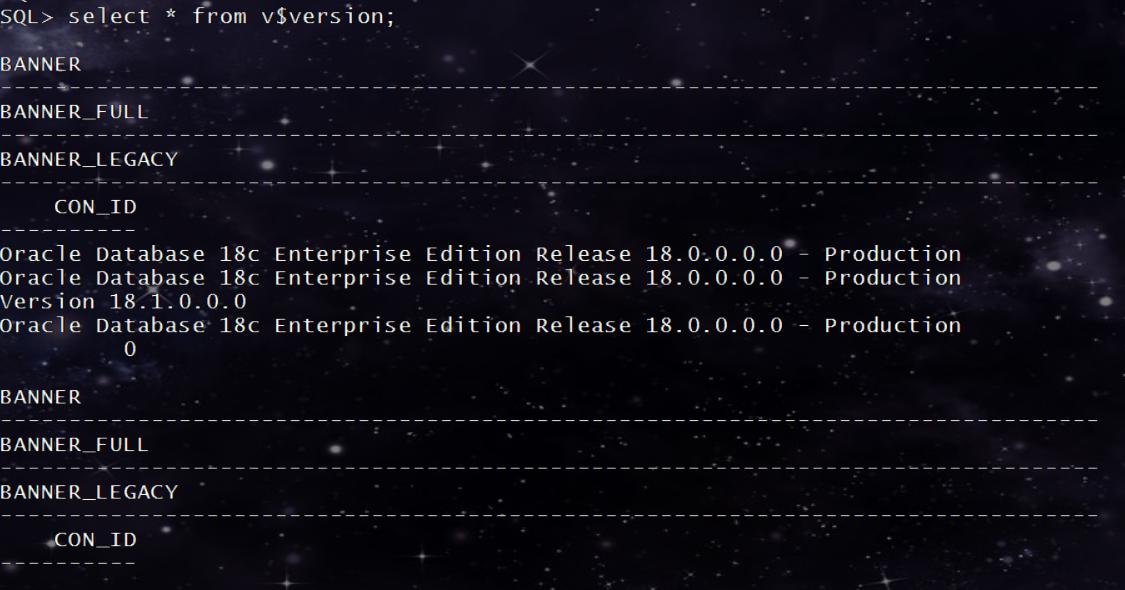 SQL> select * from v$version;
BANNER
--------------------------------------------------------------------------------
BANNER_FULL
--------------------------------------------------------------------------------
BANNER_LEGACY
--------------------------------------------------------------------------------
    CON_ID
----------
Oracle Database 18c Enterprise Edition Release 18.0.0.0.0 - Production
Oracle Database 18c Enterprise Edition Release 18.0.0.0.0 - Production
Version 18.1.0.0.0
Oracle Database 18c Enterprise Edition Release 18.0.0.0.0 - Production
         0
BANNER
--------------------------------------------------------------------------------
BANNER_FULL
--------------------------------------------------------------------------------
BANNER_LEGACY
--------------------------------------------------------------------------------
    CON_ID
----------